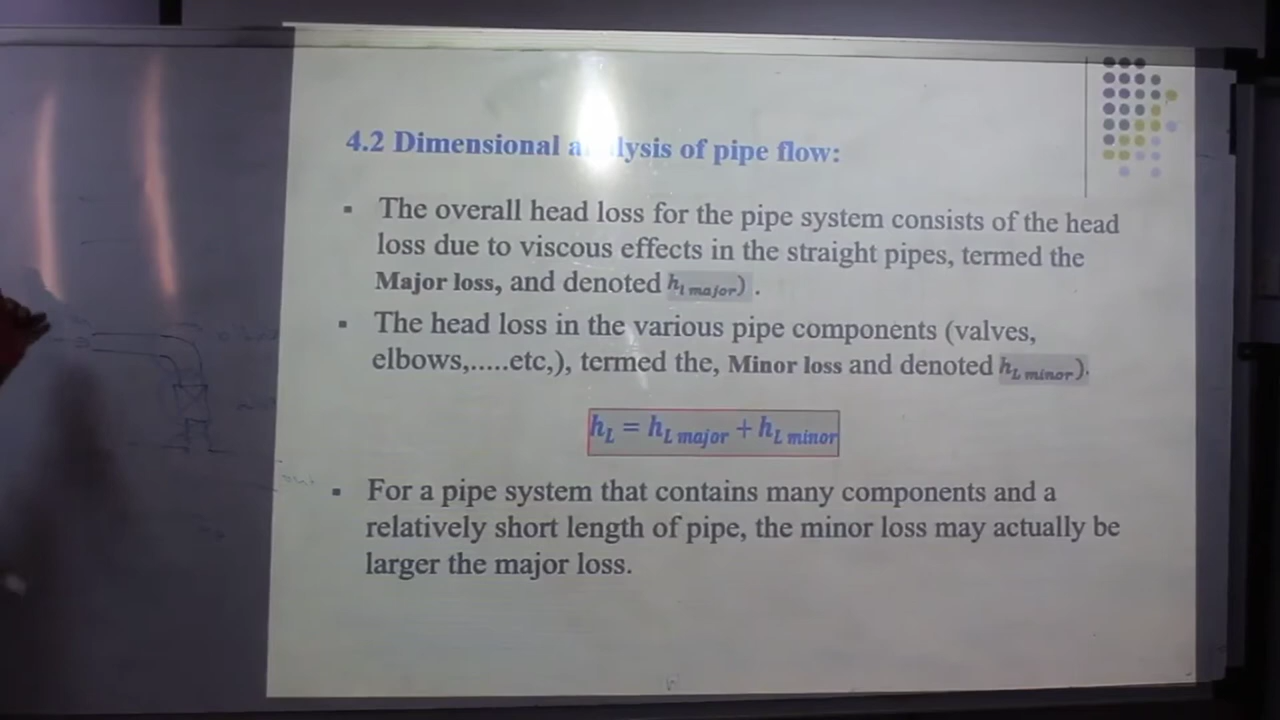 4.2 Dimensional a lysis of pipe flow:
▪ The overall head loss for the pipe system consists of the head
loss due to viscous effects in the straight pipes, termed the
Major loss, and denoted h_{l major}) .
▪ The head loss in the various pipe components (valves,
elbows,.....etc,), termed the, Minor loss and denoted h_{L minor}).
h_L = h_{L major} + h_{L minor}
▪ For a pipe system that contains many components and a
relatively short length of pipe, the minor loss may actually be
larger the major loss.